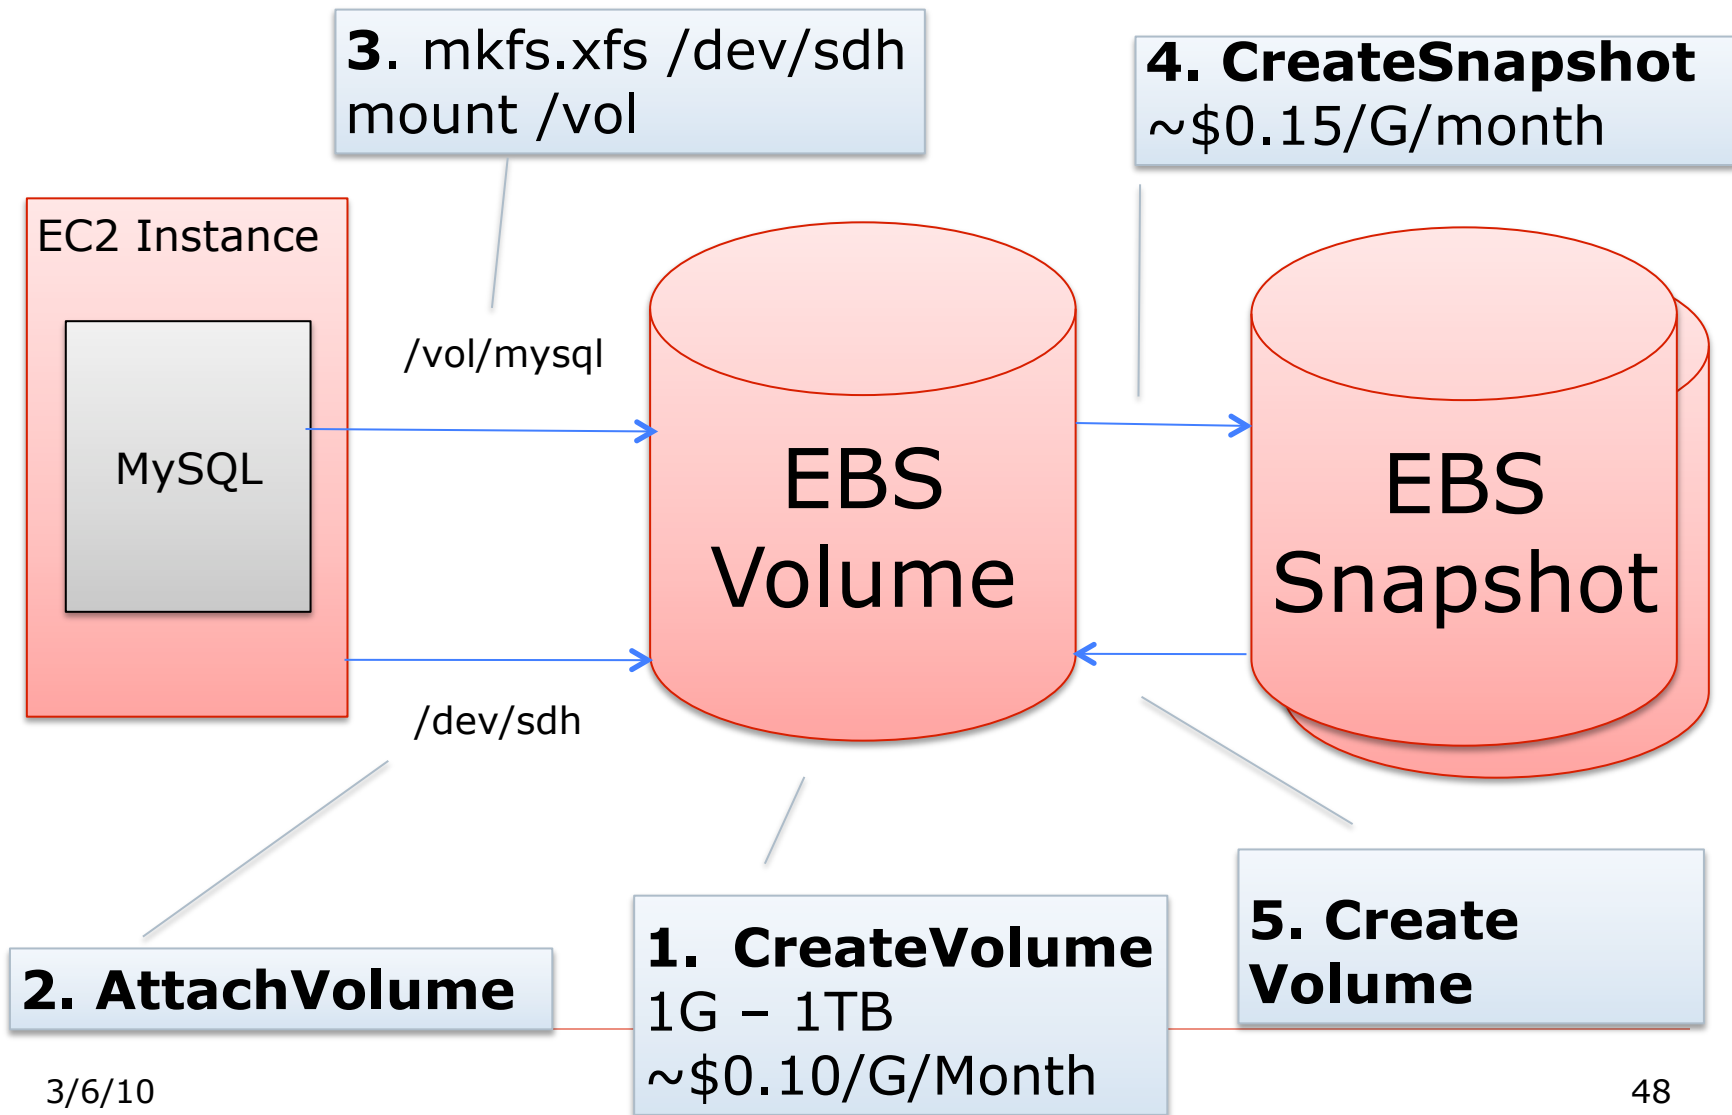 3. mkfs.xfs /dev/sdh
mount /vol
4. CreateSnapshot
~$0.15/G/month
EC2 Instance
MySQL
/vol/mysql
/dev/sdh
EBS
Volume
EBS
Snapshot
2. AttachVolume
1. CreateVolume
1G – 1TB
~$0.10/G/Month
5. Create
Volume
3/6/10
48